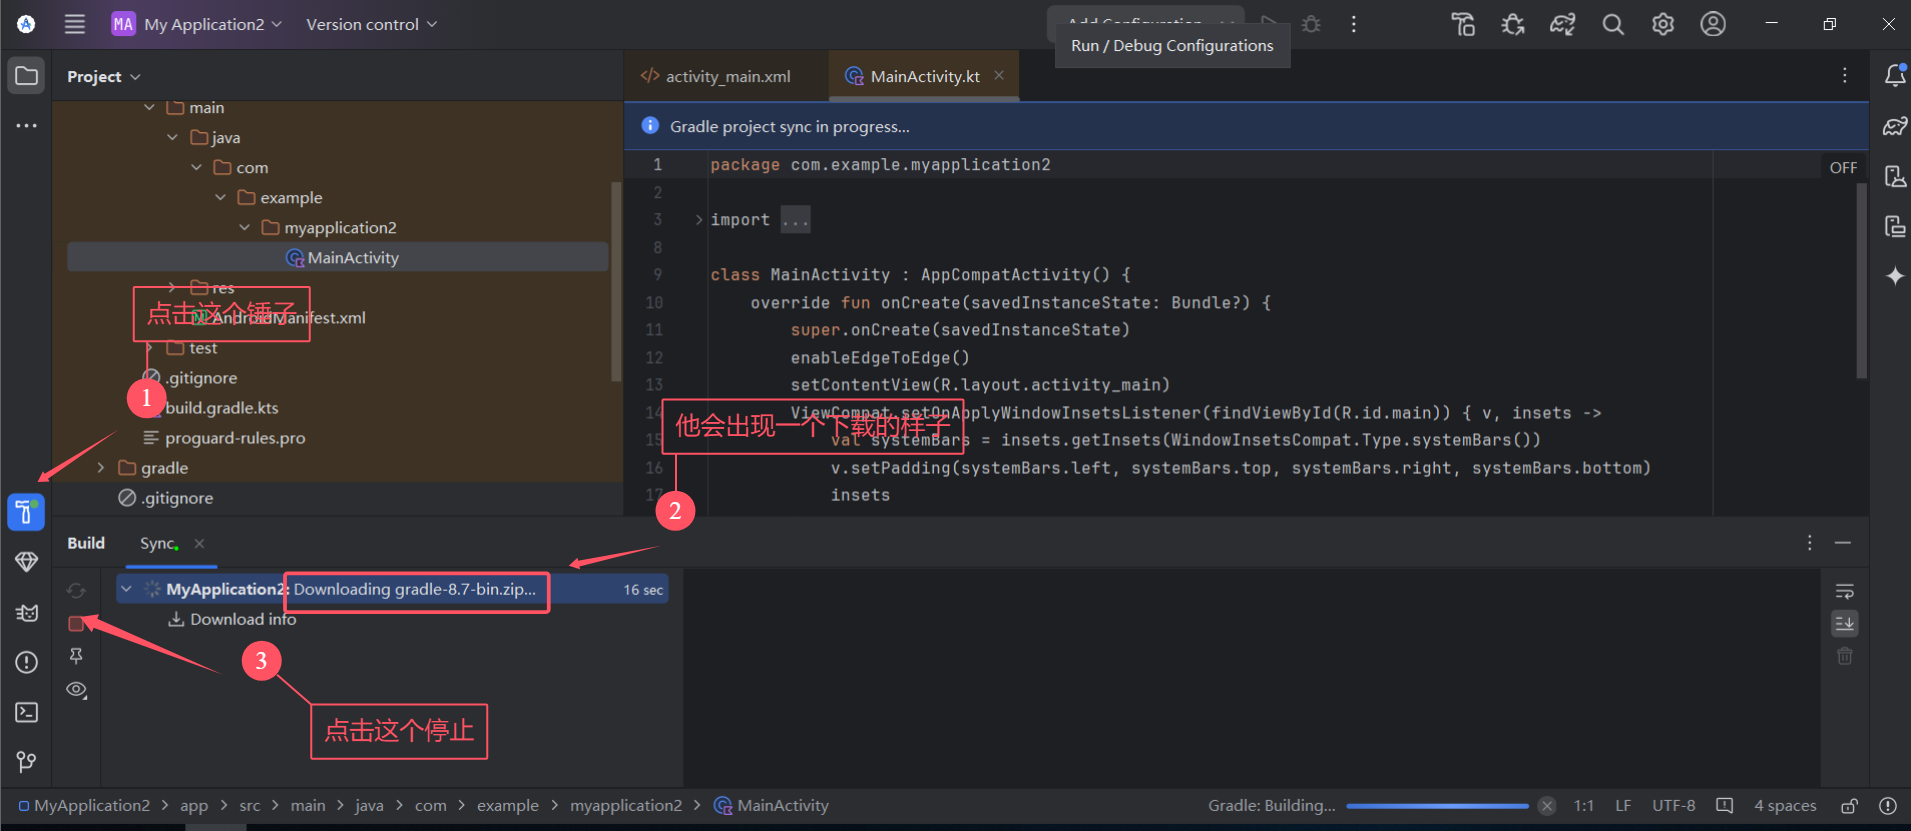 MA My Application2 Version control
Add Configuration...
Run / Debug Configurations
Project
activity_main.xml
MainActivity.kt
main
java
com
example
myapplication2
MainActivity
res
AndroidManifest.xml
test
.gitignore
build.gradle.kts
proguard-rules.pro
gradle
.gitignore
点击这个锤子
1
Gradle project sync in progress...
OFF
1 package com.example.myapplication2
2
3 import ...
8
9 class MainActivity : AppCompatActivity() {
10 override fun onCreate(savedInstanceState: Bundle?) {
11 super.onCreate(savedInstanceState)
12 enableEdgeToEdge()
13 setContentView(R.layout.activity_main)
14 ViewCompat.setOnApplyWindowInsetsListener(findViewById(R.id.main)) { v, insets ->
15 val systemBars = insets.getInsets(WindowInsetsCompat.Type.systemBars())
16 v.setPadding(systemBars.left, systemBars.top, systemBars.right, systemBars.bottom)
17 insets
他会出现一个下载的样子
2
Build Sync
MyApplication2: Downloading gradle-8.7-bin.zip... 16 sec
Download info
3
点击这个停止
MyApplication2 > app > src > main > java > com > example > myapplication2 > MainActivity
Gradle: Building... 1:1 LF UTF-8 4 spaces